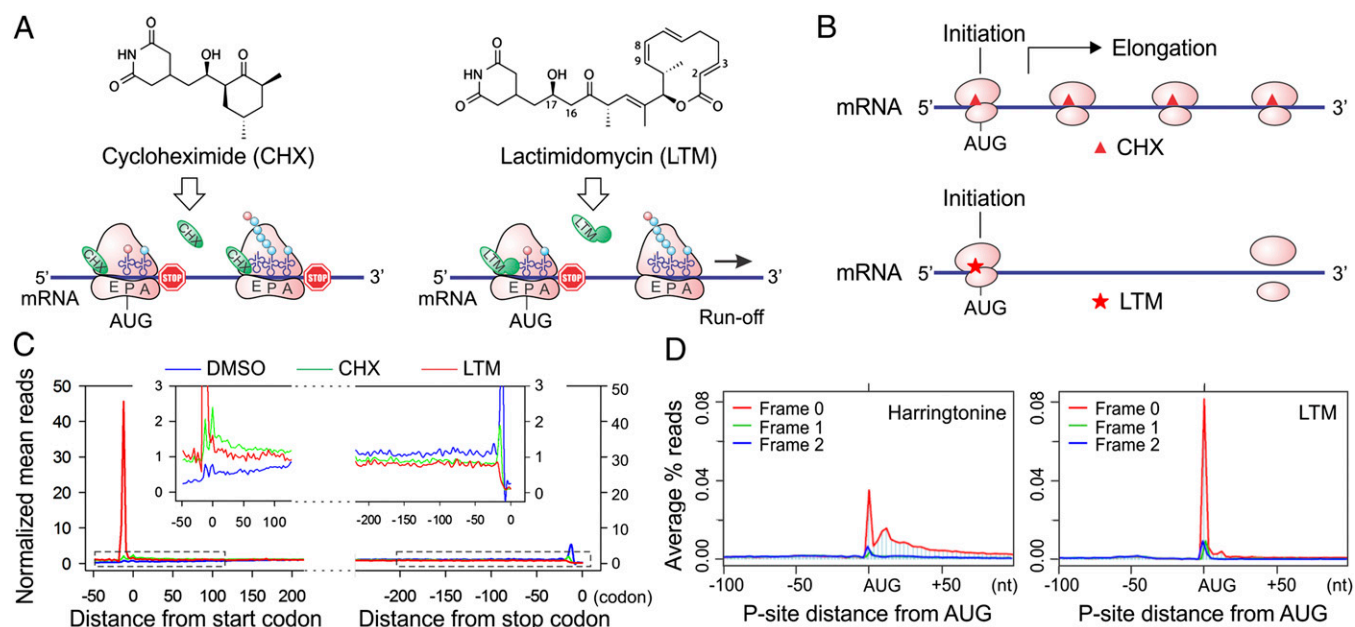 A
HN
O
O
OH
O
Cycloheximide (CHX)
CHX
CHX
CHX
5'
mRNA
E P A
STOP
E P A
STOP
3'
AUG
HN
O
O
OH
17
16
O
8
9
2
3
O
O
Lactimidomycin (LTM)
LTM
LTM
5'
mRNA
E P A
STOP
E P A
3'
AUG
Run-off
B
Initiation
Elongation
mRNA 5' 3'
AUG
CHX
Initiation
mRNA 5' 3'
AUG
LTM
C
DMSO CHX LTM
Normalized mean reads
50
40
30
20
10
0
3
2
1
0
-50 0 50 100
3
2
1
0
-200 -150 -100 -50 0
50
40
30
20
10
0
-50 0 50 100 150 200
-200 -150 -100 -50 0 (codon)
Distance from start codon
Distance from stop codon
D
Average % reads
0.08
0.04
0.00
Frame 0
Frame 1
Frame 2
Harringtonine
-100 -50 AUG +50 (nt)
P-site distance from AUG
0.08
0.04
0.00
Frame 0
Frame 1
Frame 2
LTM
-100 -50 AUG +50 (nt)
P-site distance from AUG